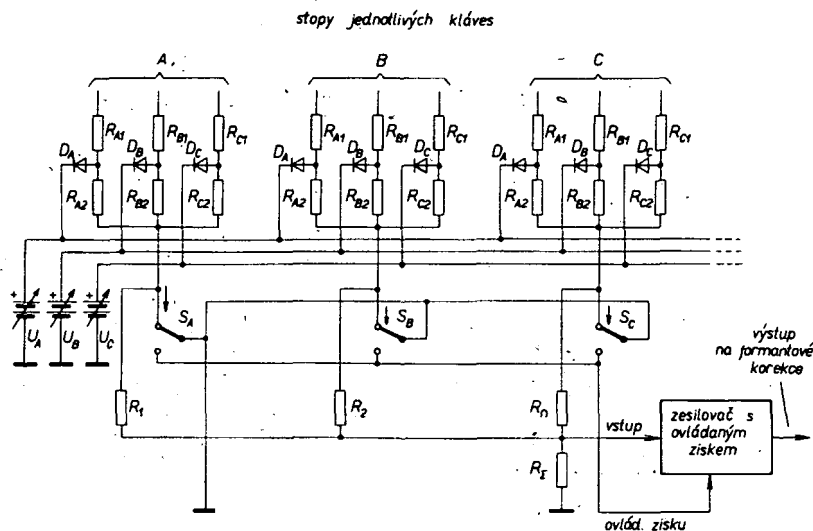 stopy jednotlivých kláves
A B C
R_A1 R_B1 R_C1 R_A1 R_B1 R_C1 R_A1 R_B1 R_C1
D_A D_B D_C D_A D_B D_C D_A D_B D_C
R_A2 R_B2 R_C2 R_A2 R_B2 R_C2 R_A2 R_B2 R_C2
+ + +
U_A U_B U_C
S_A S_B S_C
výstup
na formantové
korekce
R_1 R_2 R_n
zesilovač s
ovládaným
ziskem
vstup
R_Σ
ovlád. zisku